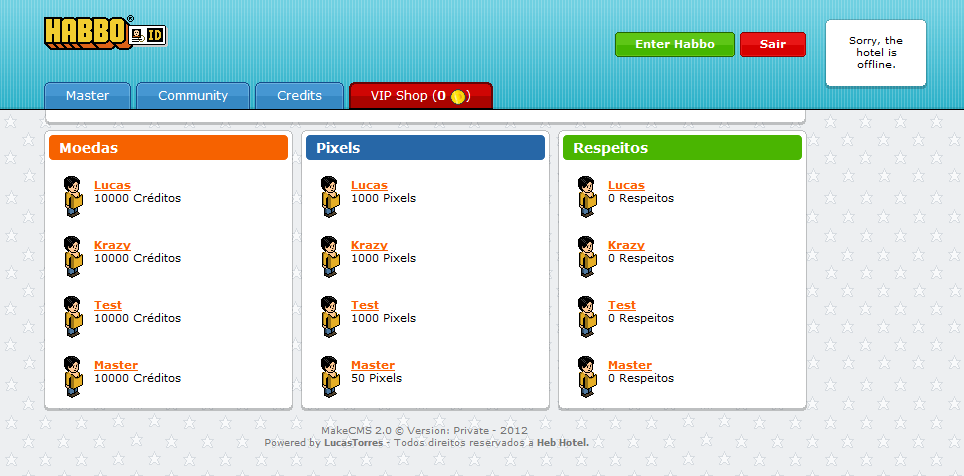 HABBO ID
Enter Habbo
Sair
Sorry, the
hotel is
offline.
Master
Community
Credits
VIP Shop (0 )
Moedas
Lucas
10000 Créditos
Krazy
10000 Créditos
Test
10000 Créditos
Master
10000 Créditos
Pixels
Lucas
1000 Pixels
Krazy
1000 Pixels
Test
1000 Pixels
Master
50 Pixels
Respeitos
Lucas
0 Respeitos
Krazy
0 Respeitos
Test
0 Respeitos
Master
0 Respeitos
MakeCMS 2.0 © Version: Private - 2012
Powered by LucasTorres - Todos direitos reservados a Heb Hotel.